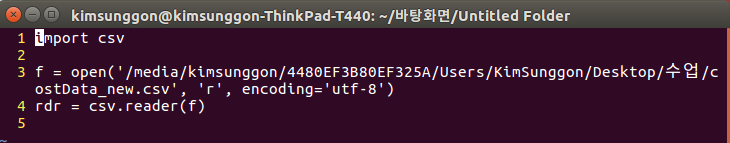 kimsunggon@kimsunggon-ThinkPad-T440: ~/바탕화면/Untitled Folder
1 import csv
2
3 f = open('/media/kimsunggon/4480EF3B80EF325A/Users/KimSunggon/Desktop/수업/c
ostData_new.csv', 'r', encoding='utf-8')
4 rdr = csv.reader(f)
5
~